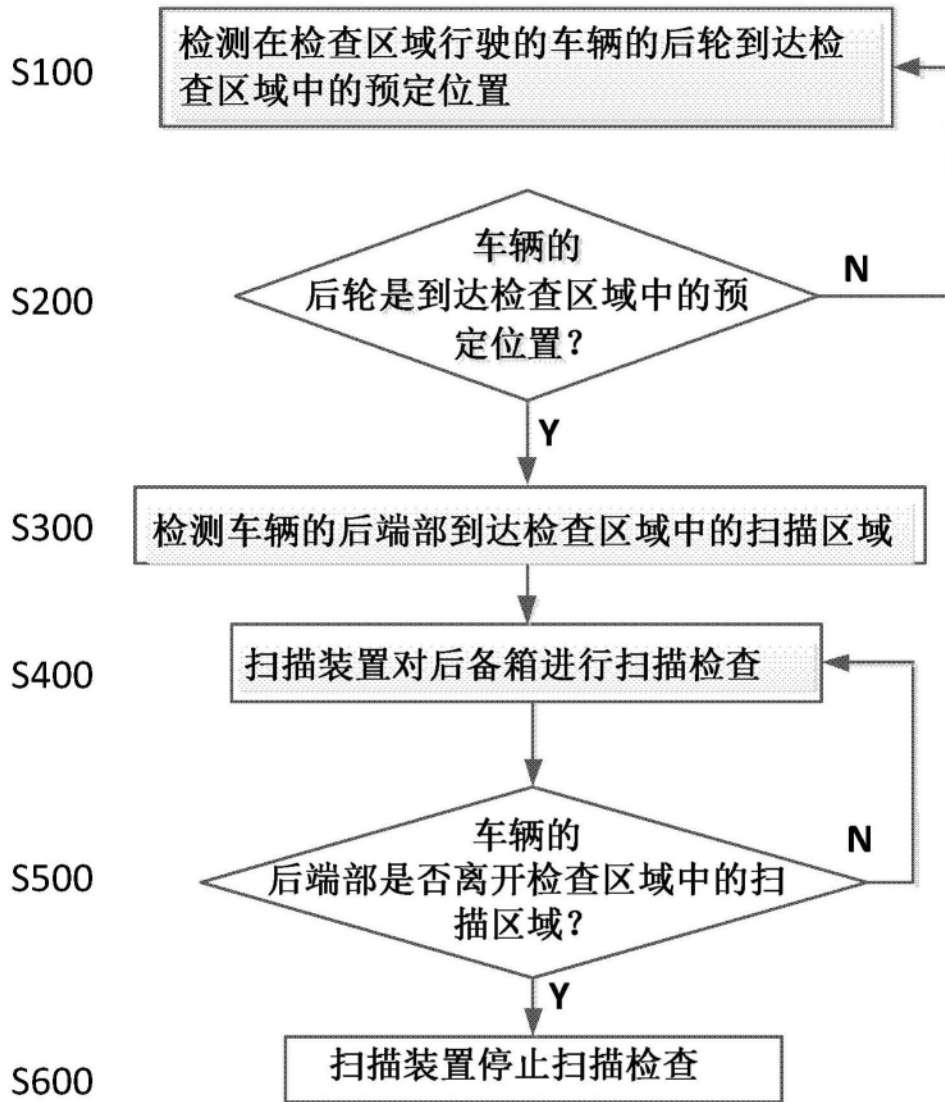 S100
检测在检查区域行驶的车辆的后轮到达检
查区域中的预定位置
S200
车辆的
后轮是到达检查区域中的预
定位置？
N
Y
S300
检测车辆的后端部到达检查区域中的扫描区域
S400
扫描装置对后备箱进行扫描检查
S500
车辆的
后端部是否离开检查区域中的扫
描区域？
N
Y
S600
扫描装置停止扫描检查